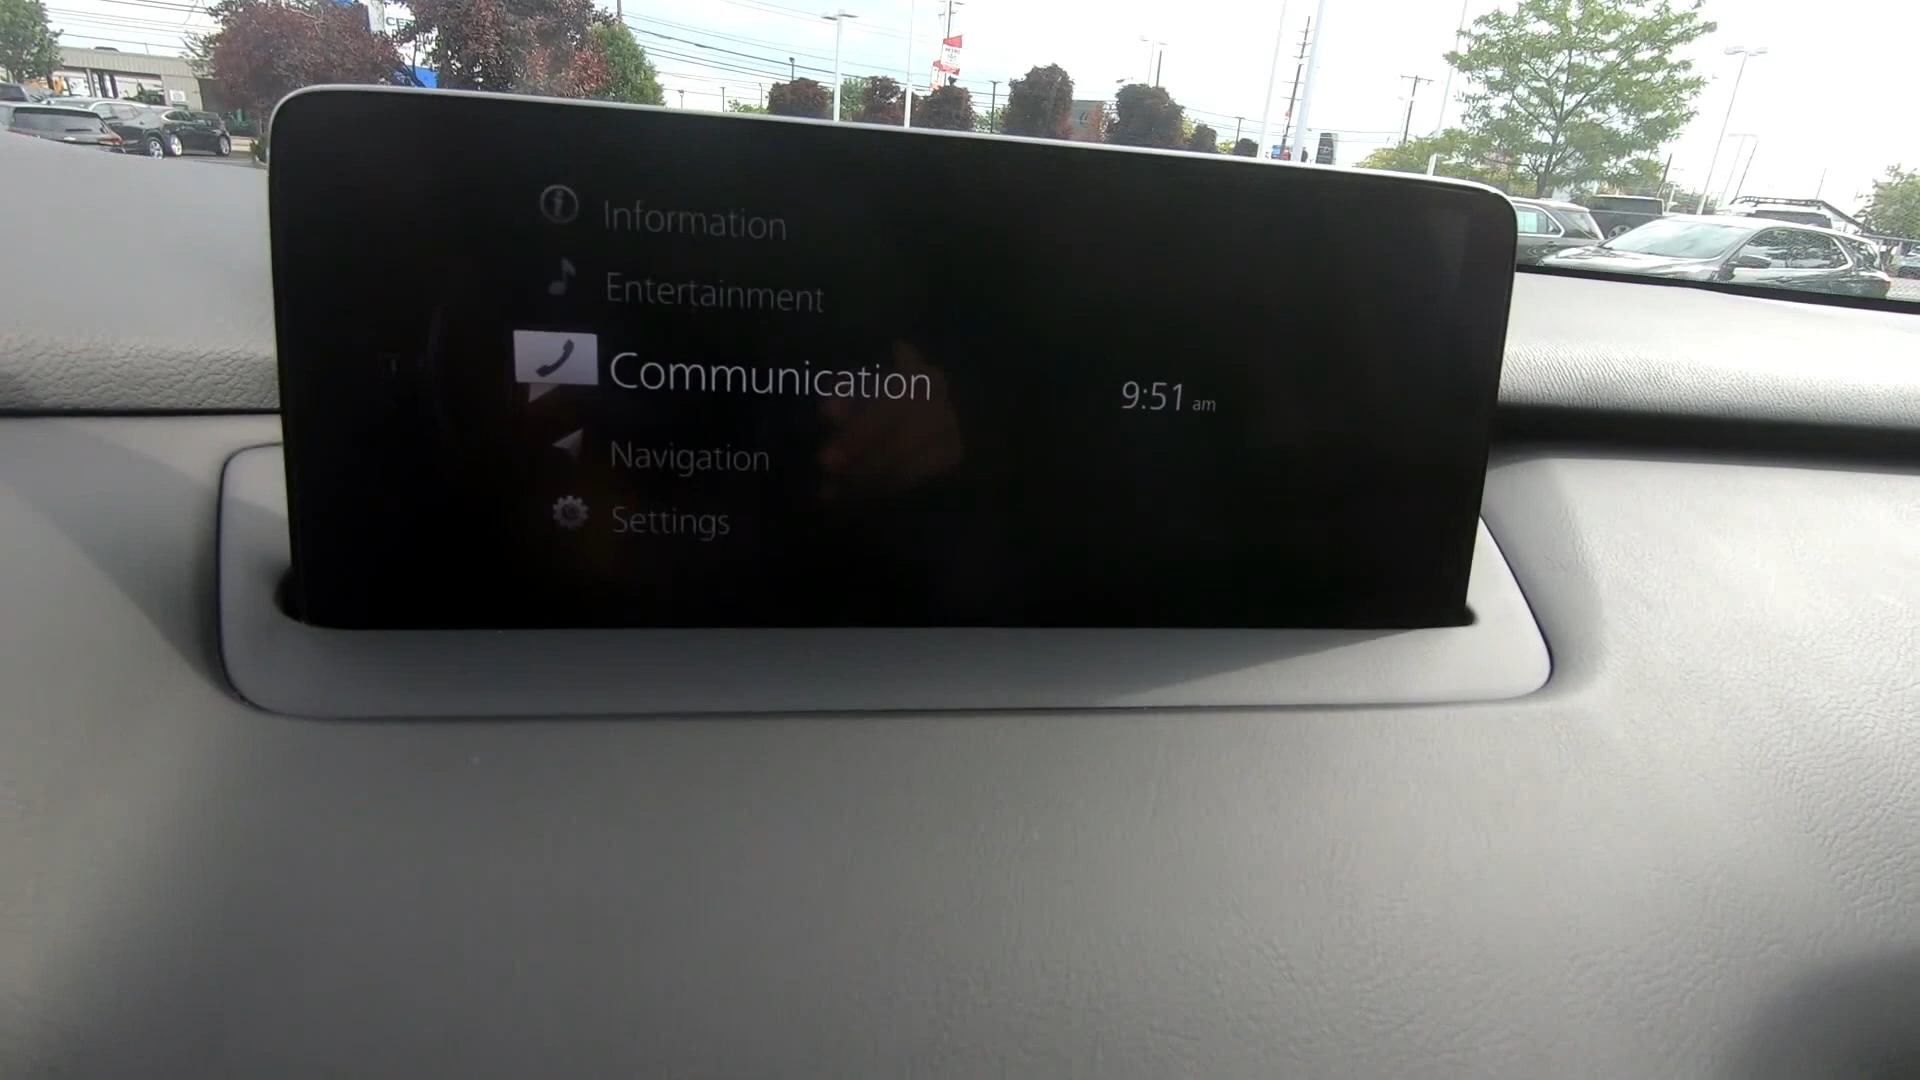 Information
Entertainment
Communication
9:51 am
Navigation
Settings